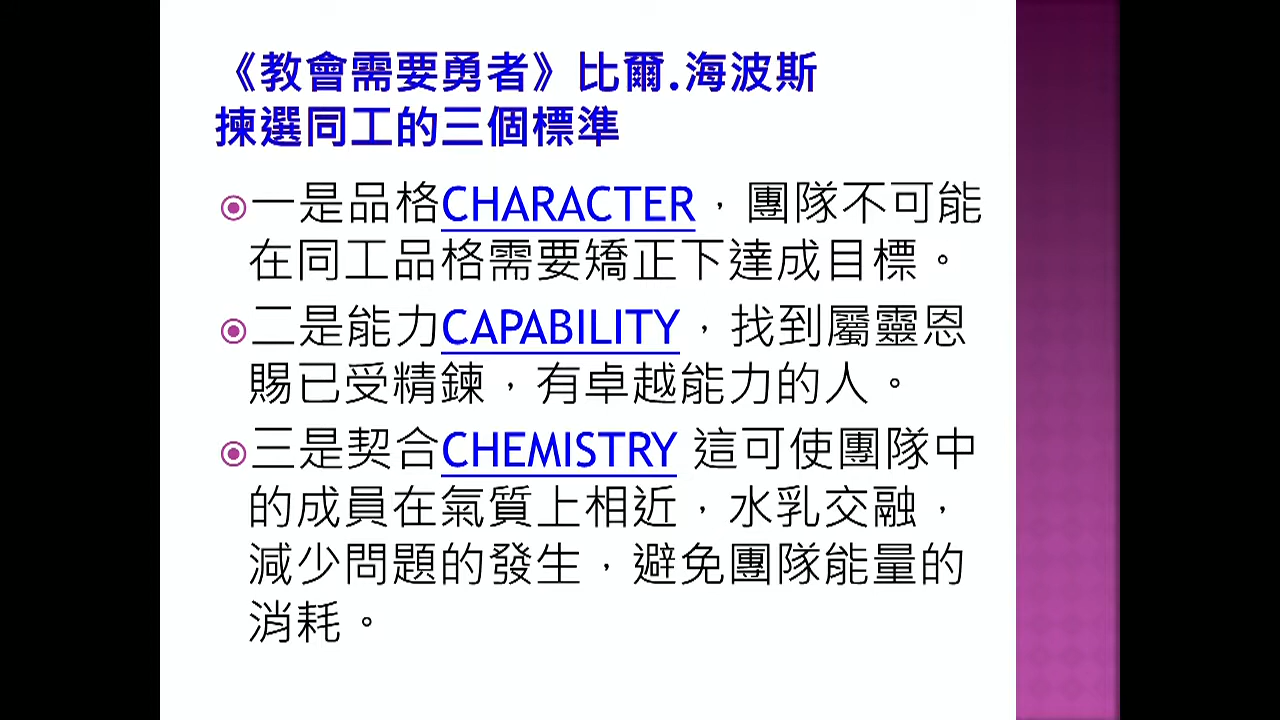 《教會需要勇者》比爾.海波斯
揀選同工的三個標準
一是品格CHARACTER，團隊不可能
在同工品格需要矯正下達成目標。
二是能力CAPABILITY，找到屬靈恩
賜已受精鍊，有卓越能力的人。
三是契合CHEMISTRY 這可使團隊中
的成員在氣質上相近，水乳交融，
減少問題的發生，避免團隊能量的
消耗。